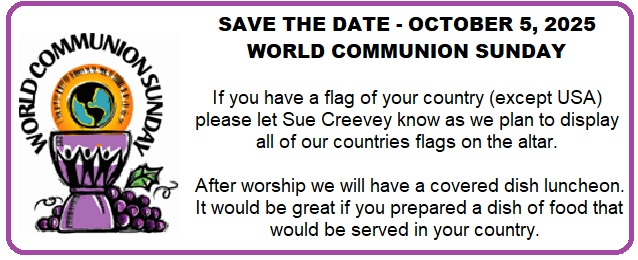 WORLD COMMUNION SUNDAY
SAVE THE DATE - OCTOBER 5, 2025
WORLD COMMUNION SUNDAY
If you have a flag of your country (except USA)
please let Sue Creevey know as we plan to display
all of our countries flags on the altar.
After worship we will have a covered dish luncheon.
It would be great if you prepared a dish of food that
would be served in your country.